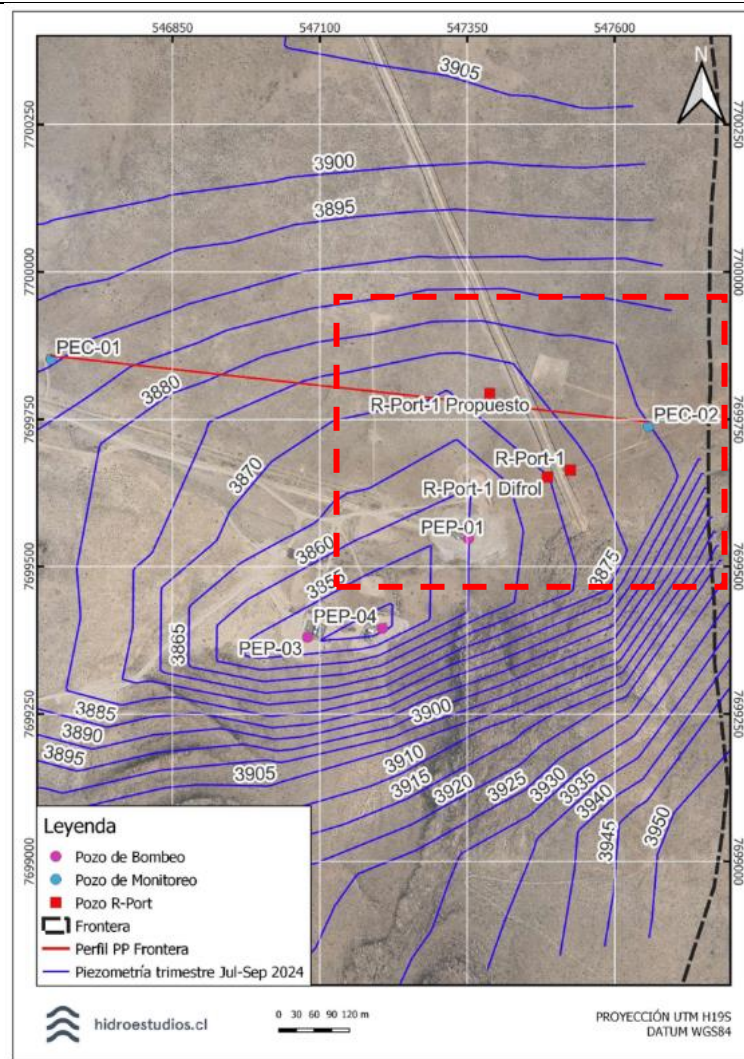 546850 547100 547350 547600
N
3905
7700250 7700250
3900
3895
7700000 7700000
PEC-01
3880
R-Port-1 Propuesto
7699750 PEC-02 7699750
3870
R-Port-1
R-Port-1 Difrol
3860 PEP-01
7699500 3875 7699500
3855
PEP-04
3865 PEP-03
3885 3900
7699250 7699250
3890
3895 3910
3905 3915
3920 3925 3930
3935
3940
3945 3950
7699000 7699000
Leyenda
Pozo de Bombeo
Pozo de Monitoreo
Pozo R-Port
Frontera
Perfil PP Frontera
Piezometría trimestre Jul-Sep 2024
hidroestudios.cl
0 30 60 90 120 m
PROYECCIÓN UTM H19S
DATUM WGS84